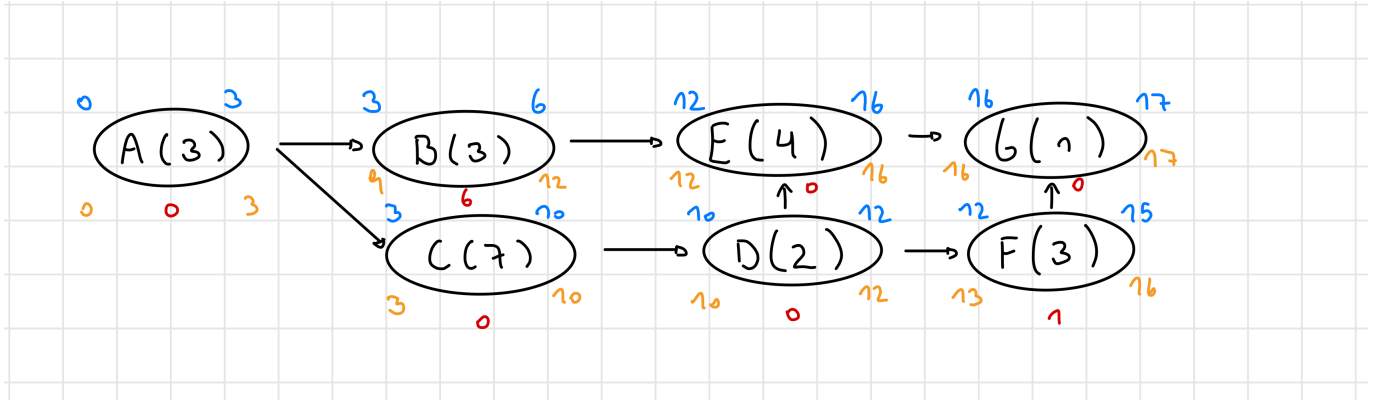 0 3 3 6 12 16 16 17
A (3) B (3) E (4) G (1)
9 12 12 16 16 17
0 0 3 6 0 0
3 10 10 12 12 15
C (7) D (2) F (3)
3 10 10 12 13 16
0 0 1